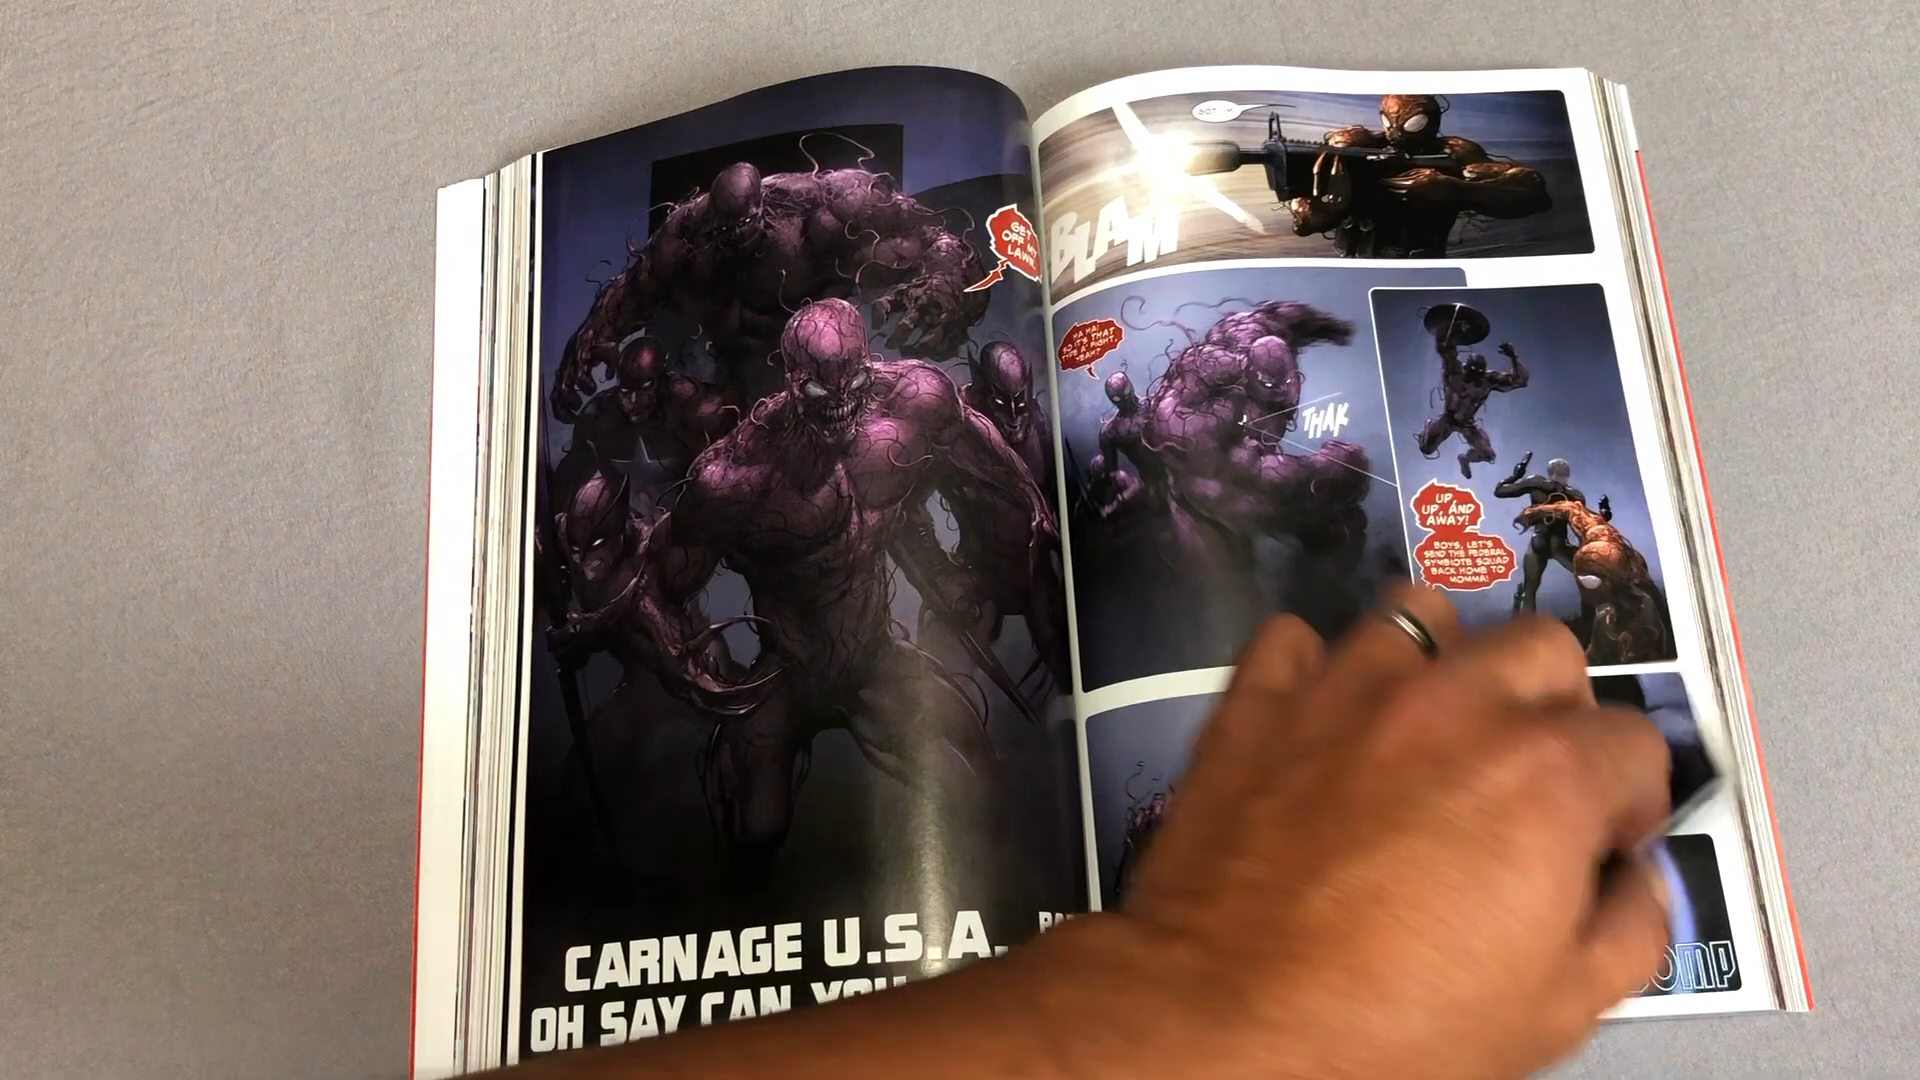 GET
OFF MY
LAWN.
CARNAGE U.S.A.
OH SAY CAN YOU
BLAM
HA HA!
SO IT'S THAT
TYPE A' FIGHT,
YEAH?
THAK
UP,
UP, AND
AWAY!
BOYS, LET'S
SEND THE FEDERAL
SYMBIOTE SQUAD
BACK HOME TO
MOMMA!